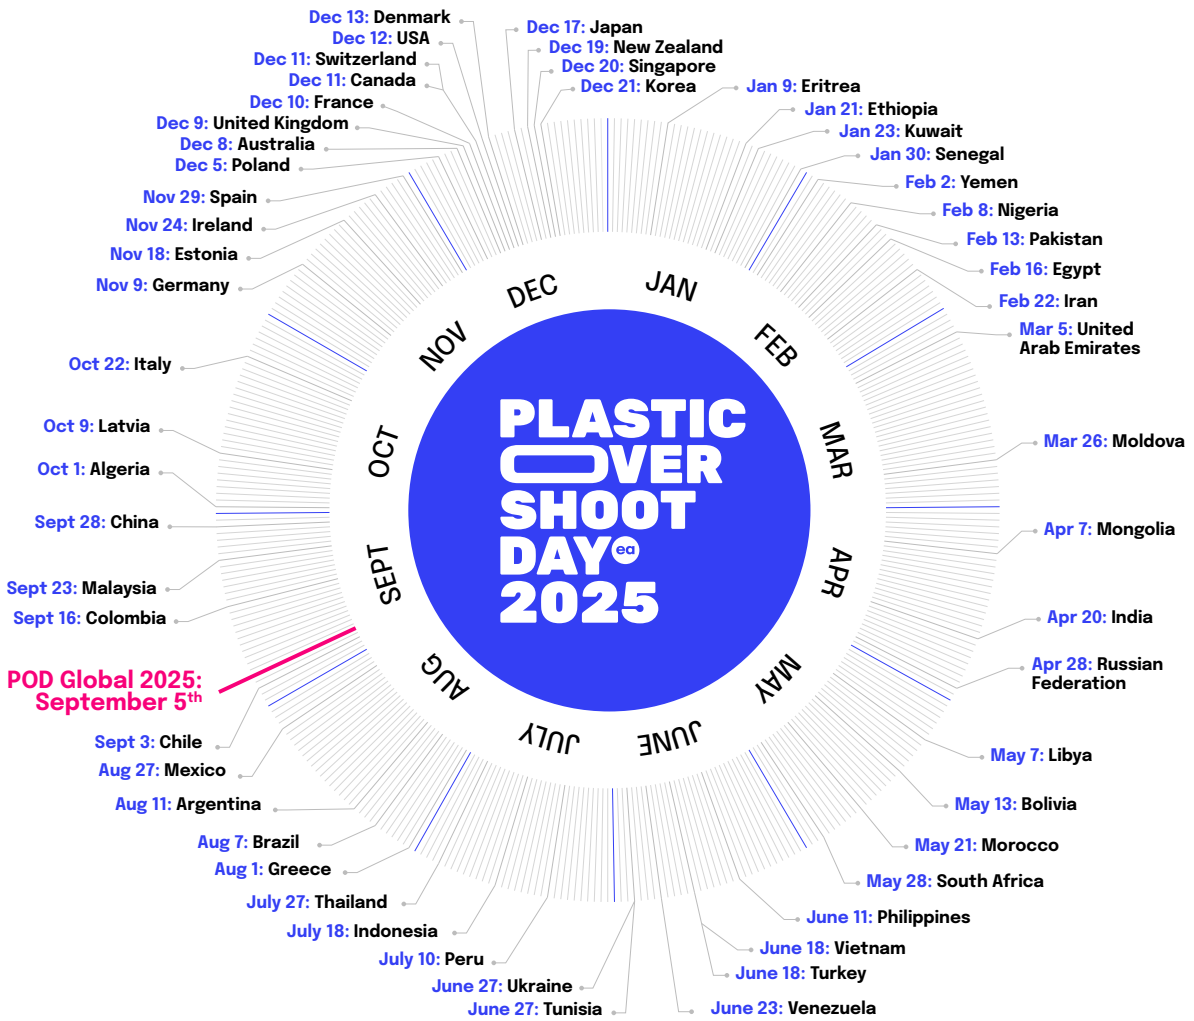 Dec 17: Japan
Dec 19: New Zealand
Dec 20: Singapore
Dec 21: Korea
Jan 9: Eritrea
Jan 21: Ethiopia
Jan 23: Kuwait
Jan 30: Senegal
Feb 2: Yemen
Feb 8: Nigeria
Feb 13: Pakistan
Feb 16: Egypt
Feb 22: Iran
Mar 5: United
Arab Emirates
Mar 26: Moldova
Apr 7: Mongolia
Apr 20: India
Apr 28: Russian
Federation
May 7: Libya
May 13: Bolivia
May 21: Morocco
May 28: South Africa
June 11: Philippines
June 18: Vietnam
June 18: Turkey
June 23: Venezuela
Dec 13: Denmark
Dec 12: USA
Dec 11: Switzerland
Dec 11: Canada
Dec 10: France
Dec 9: United Kingdom
Dec 8: Australia
Dec 5: Poland
Nov 29: Spain
Nov 24: Ireland
Nov 18: Estonia
Nov 9: Germany
Oct 22: Italy
Oct 9: Latvia
Oct 1: Algeria
Sept 28: China
Sept 23: Malaysia
Sept 16: Colombia
POD Global 2025:
September 5th
Sept 3: Chile
Aug 27: Mexico
Aug 11: Argentina
Aug 7: Brazil
Aug 1: Greece
July 27: Thailand
July 18: Indonesia
July 10: Peru
June 27: Ukraine
June 27: Tunisia
JAN
FEB
MAR
APR
MAY
JUNE
JULY
AUG
SEPT
OCT
NOV
DEC
PLASTIC
OVER
SHOOT
DAY ea
2025